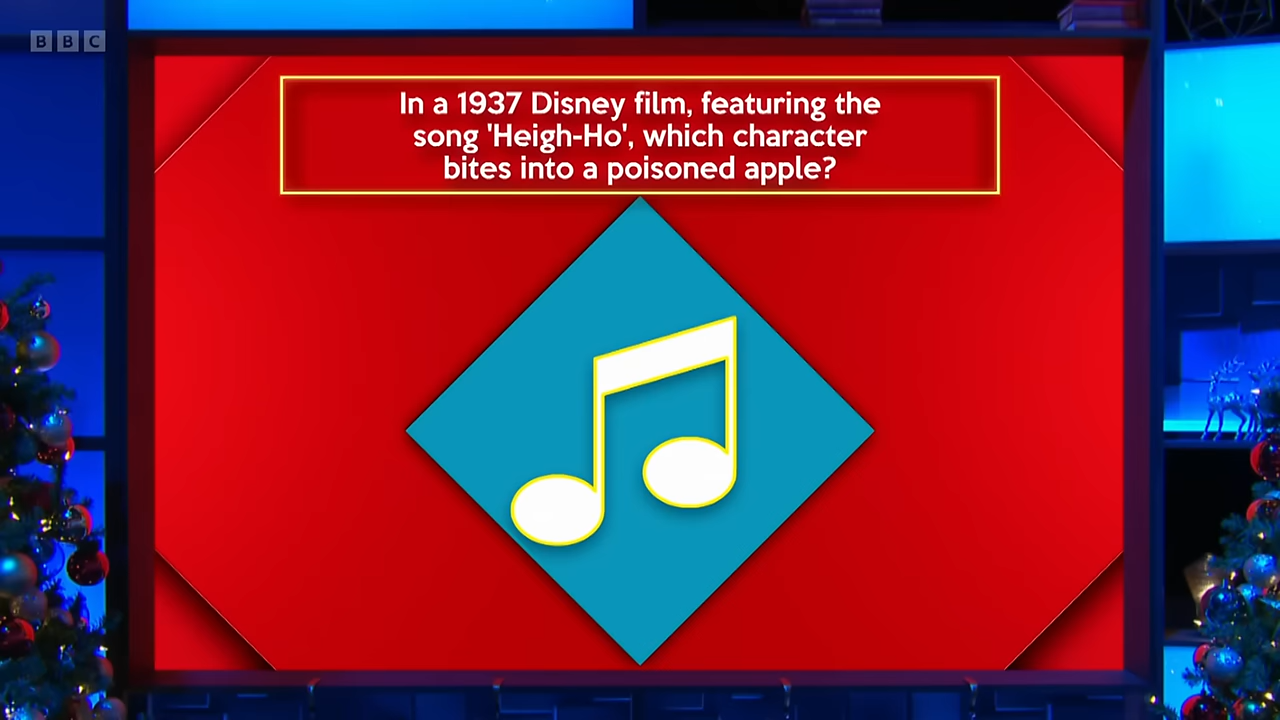 BBC
In a 1937 Disney film, featuring the
song 'Heigh-Ho', which character
bites into a poisoned apple?